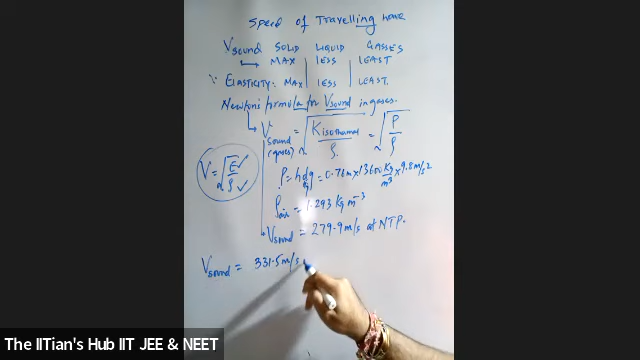 Speed of Travelling wave
Vsound SOLID LIQUID GASSES
MAX LESS LEAST
∵ ELASTICITY: MAX LESS LEAST.
Newton's formula for Vsound in gases.
V sound (gases) = √(Kisothermal / ρ) = √(P / ρ)
V = √(E / ρ)
P = hdg = 0.76m × 13600 Kg/m³ × 9.8 m/s²
ρair = 1.293 Kg m⁻³
Vsound = 279.9 m/s at NTP.
Vsound = 331.5 m/s
The IITian's Hub IIT JEE & NEET